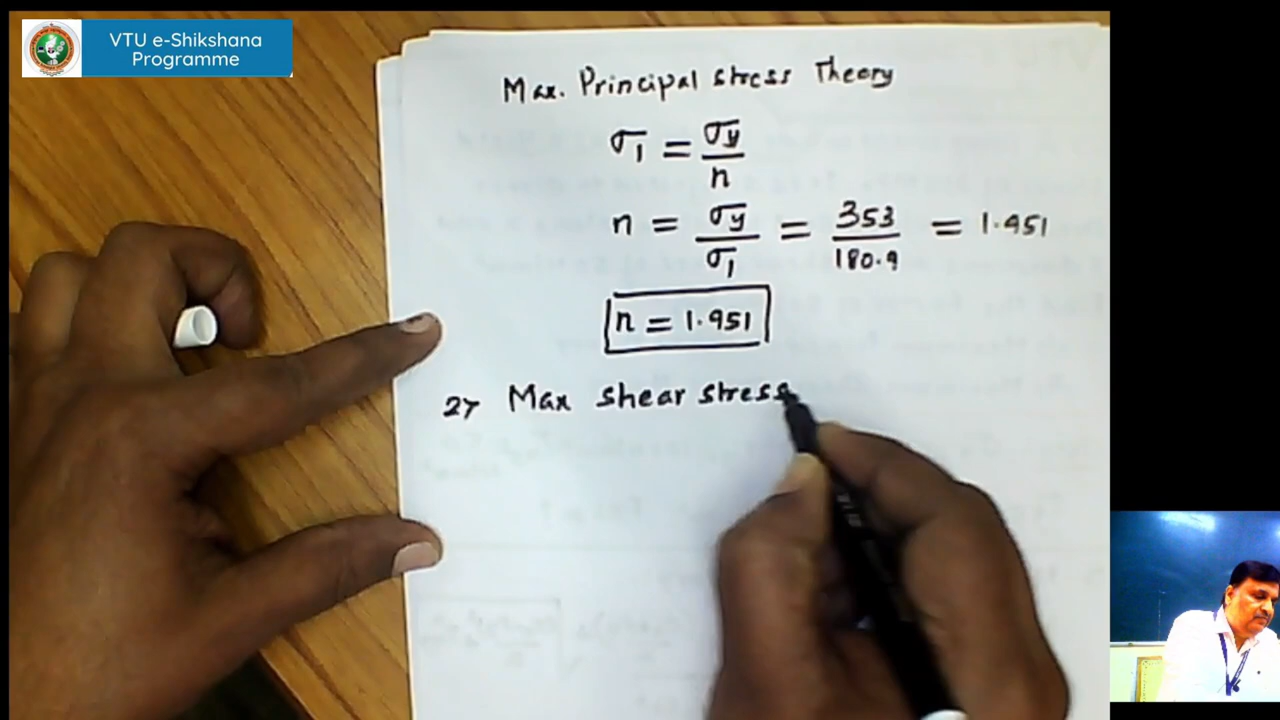 VTU e-Shikshana
Programme
Max. Principal stress Theory
σ1 = σy/n
n = σy/σ1 = 353/180.9 = 1.951
n = 1.951
2> Max shear stress